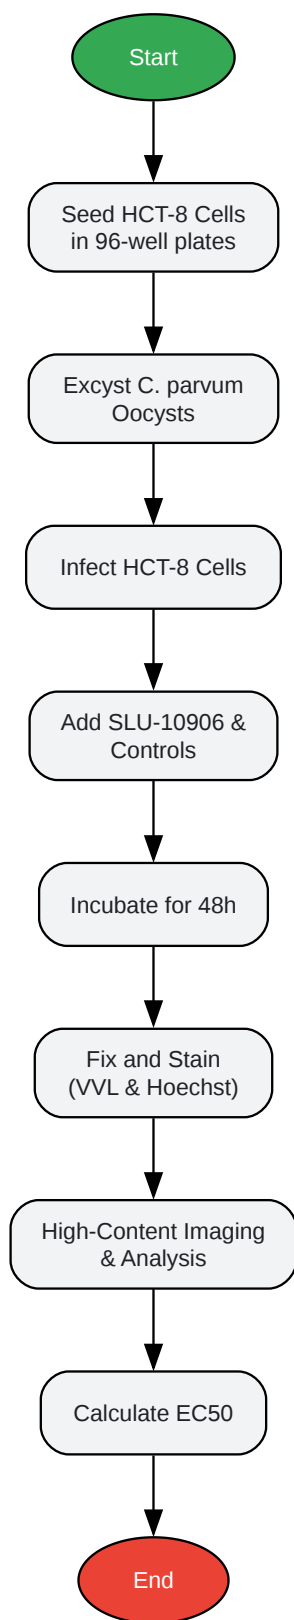 Start
Seed HCT-8 Cells
in 96-well plates
Excyst C. parvum
Oocysts
Infect HCT-8 Cells
Add SLU-10906 &
Controls
Incubate for 48h
Fix and Stain
(VVL & Hoechst)
High-Content Imaging
& Analysis
Calculate EC50
End